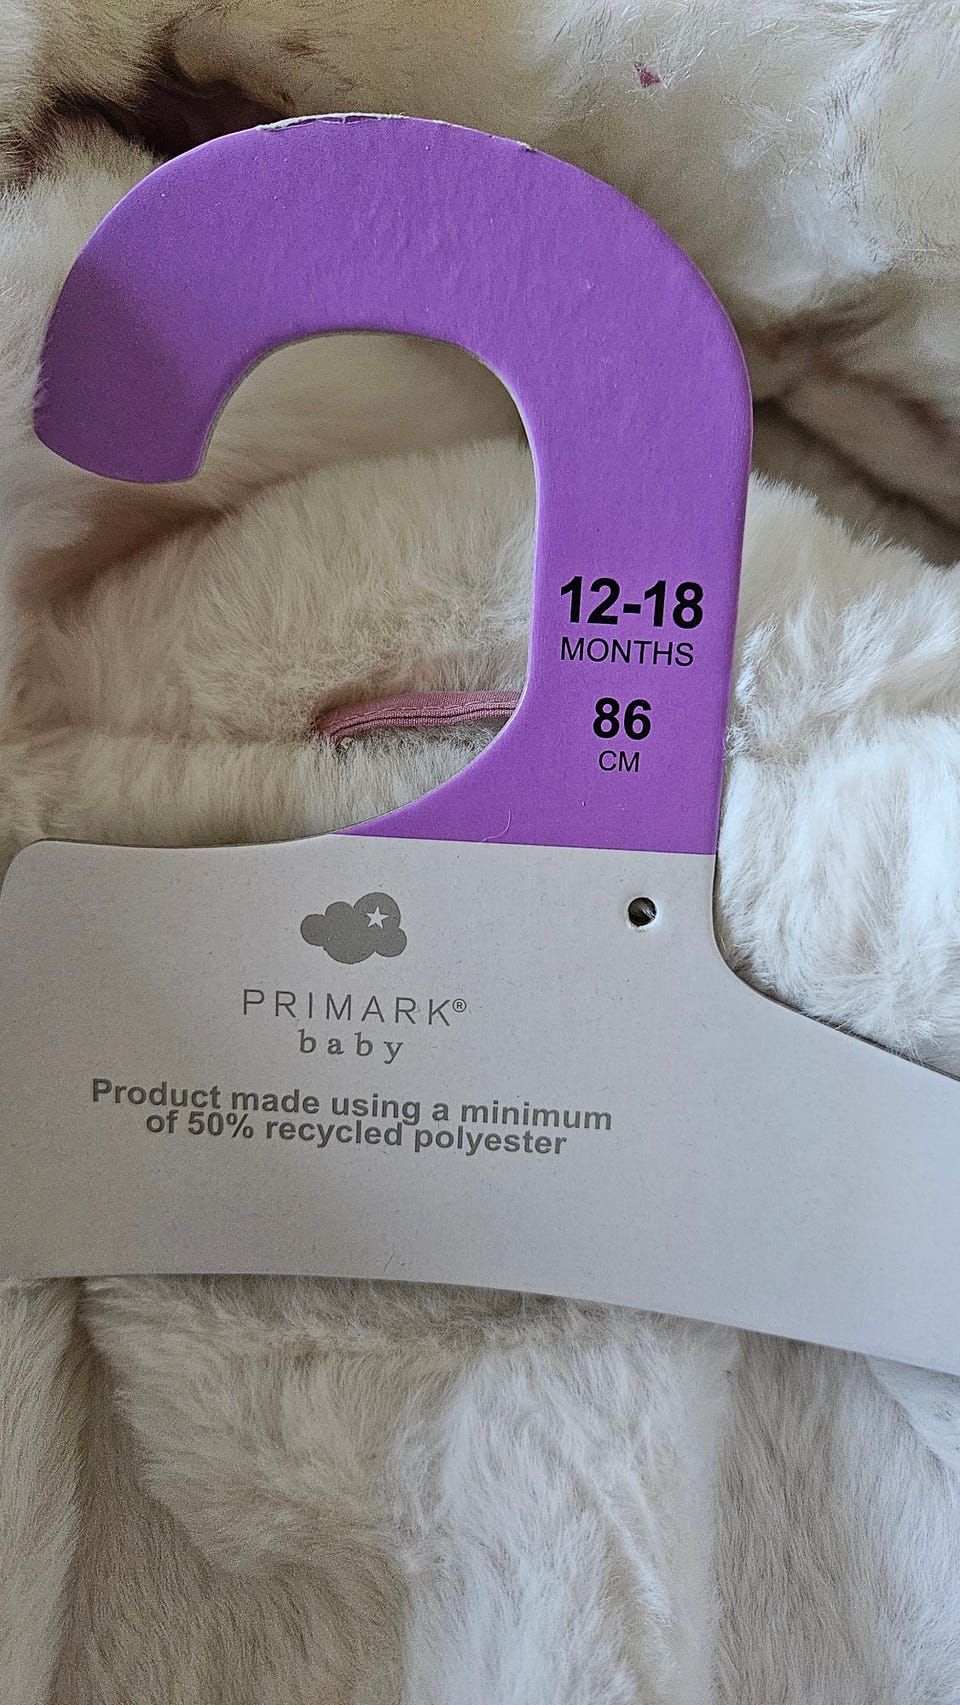 12-18
MONTHS
86
CM
PRIMARK®
baby
Product made using a minimum
of 50% recycled polyester